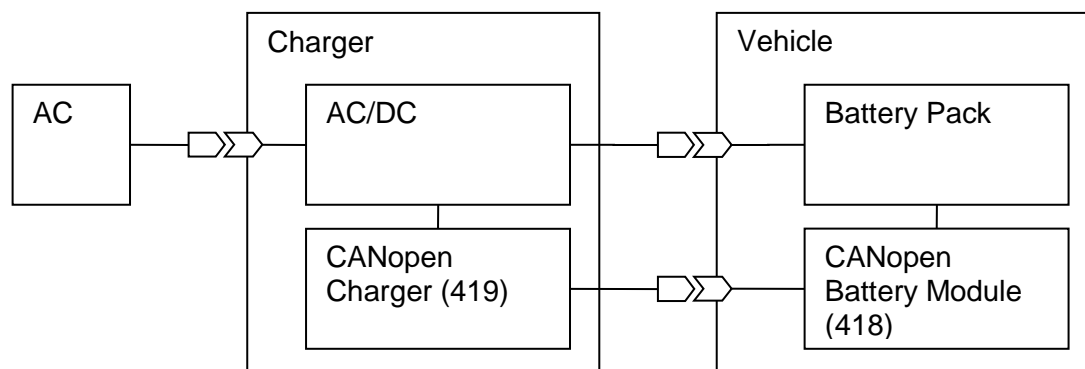 Charger
Vehicle
AC
AC/DC
Battery Pack
CANopen
Charger (419)
CANopen
Battery Module
(418)